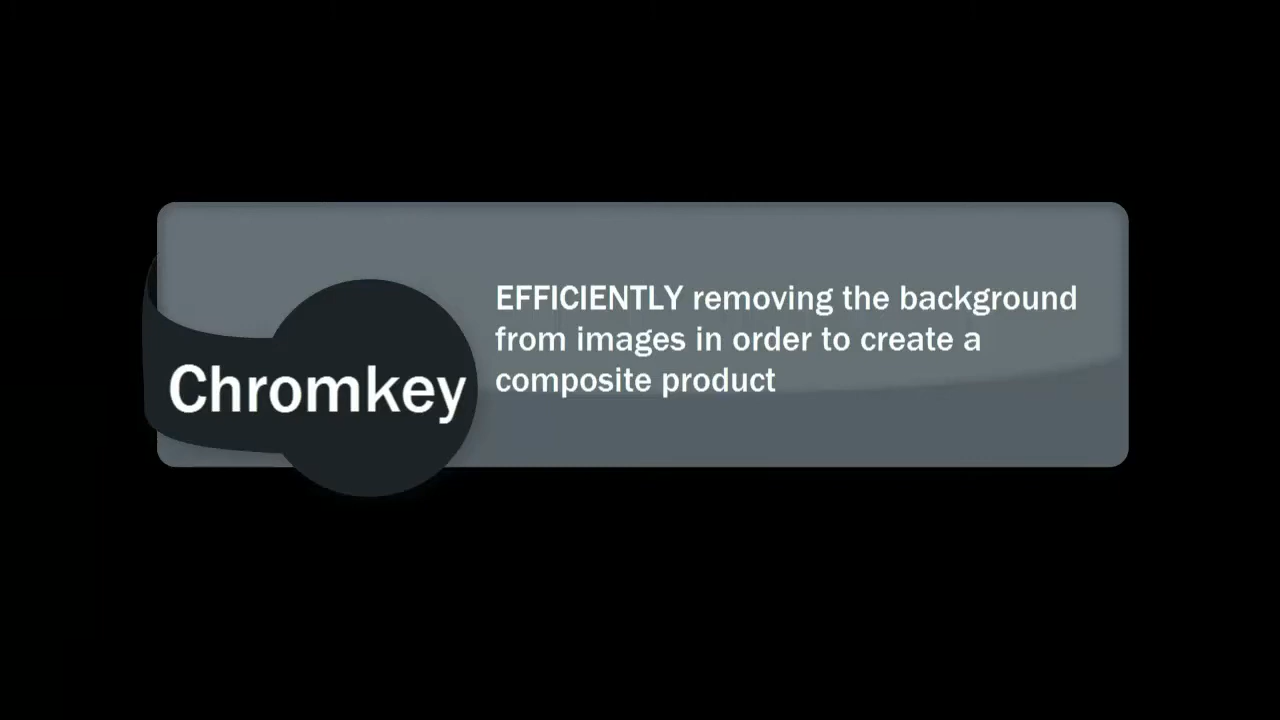 Chromkey
EFFICIENTLY removing the background
from images in order to create a
composite product